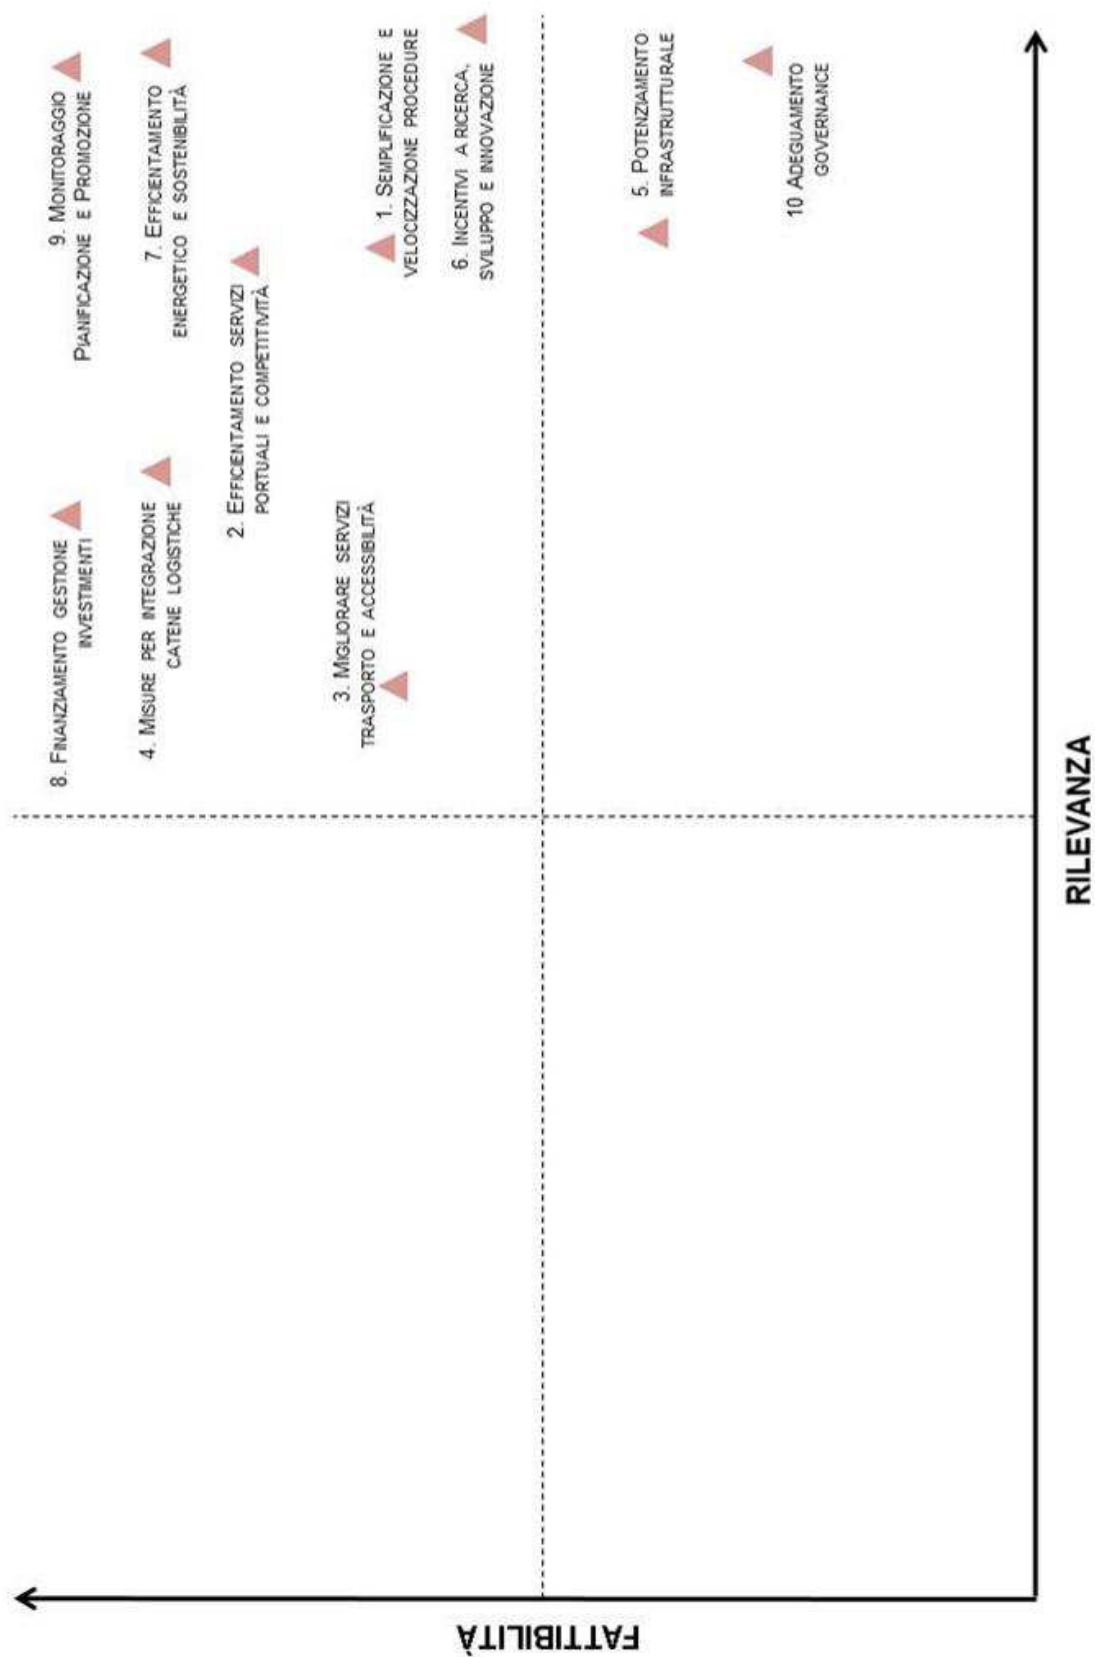 8. FINANZIAMENTO GESTIONE
INVESTIMENTI
9. MONITORAGGIO
PIANIFICAZIONE E PROMOZIONE
4. MISURE PER INTEGRAZIONE
CATENE LOGISTICHE
7. EFFICIENTAMENTO
ENERGETICO E SOSTENIBILITÀ
2. EFFICIENTAMENTO SERVIZI
PORTUALI E COMPETITIVITÀ
3. MIGLIORARE SERVIZI
TRASPORTO E ACCESSIBILITÀ
1. SEMPLIFICAZIONE E
VELOCIZZAZIONE PROCEDURE
6. INCENTIVI A RICERCA,
SVILUPPO E INNOVAZIONE
5. POTENZIAMENTO
INFRASTRUTTURALE
10 ADEGUAMENTO
GOVERNANCE
FATTIBILITÀ
RILEVANZA